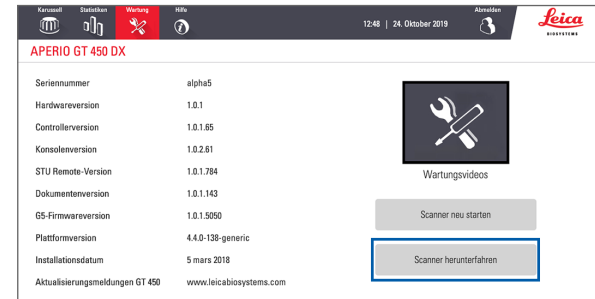 Karussell Statistiken Wartung Hilfe 12:48 | 24. Oktober 2019 Abmelden
Leica
BIOSYSTEMS
APERIO GT 450 DX
Seriennummer alpha5
Hardwareversion 1.0.1
Controllerversion 1.0.1.65
Konsolenversion 1.0.2.61
STU Remote-Version 1.0.1.784
Dokumentenversion 1.0.1.143
G5-Firmwareversion 1.0.1.5050
Plattformversion 4.4.0-138-generic
Installationsdatum 5 mars 2018
Aktualisierungsmeldungen GT 450 www.leicabiosystems.com
Wartungsvideos
Scanner neu starten
Scanner herunterfahren